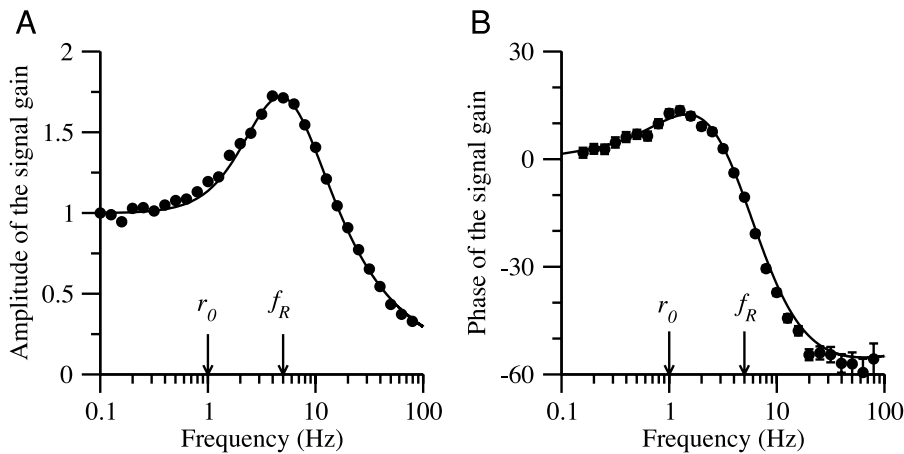 A
Amplitude of the signal gain
2
1.5
1
0.5
0
r0
fR
0.1 1 10 100
Frequency (Hz)
B
Phase of the signal gain
30
0
-30
-60
r0
fR
0.1 1 10 100
Frequency (Hz)